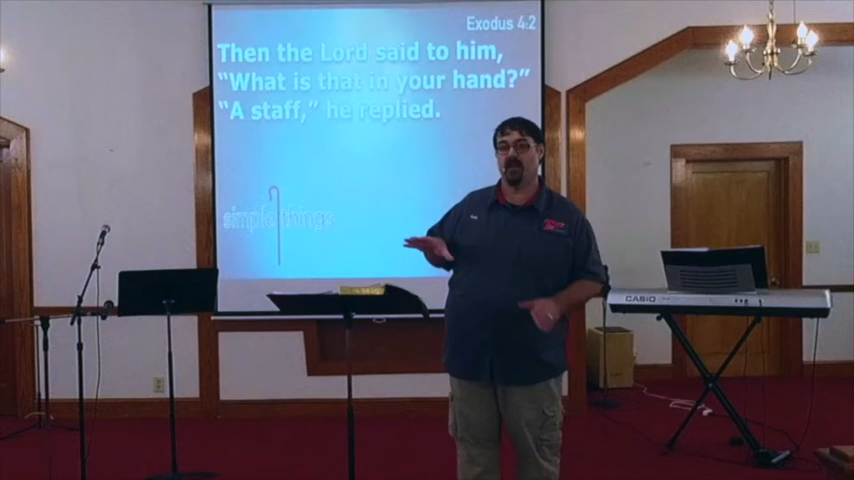 Exodus 4:2
Then the Lord said to him,
“What is that in your hand?”
“A staff,” he replied.
simple things
CASIO